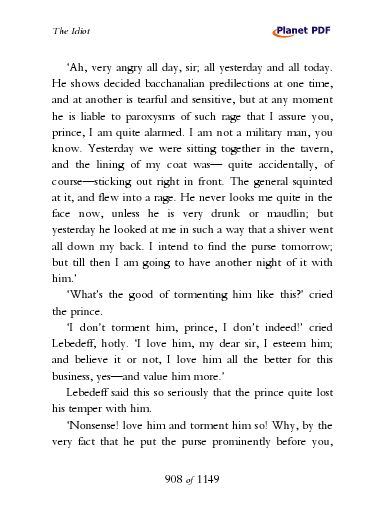 The Idiot
Planet PDF
‘Ah, very angry all day, sir; all yesterday and all today.
He shows decided bacchanalian predilections at one time,
and at another is tearful and sensitive, but at any moment
he is liable to paroxysms of such rage that I assure you,
prince, I am quite alarmed. I am not a military man, you
know. Yesterday we were sitting together in the tavern,
and the lining of my coat was— quite accidentally, of
course—sticking out right in front. The general squinted
at it, and flew into a rage. He never looks me quite in the
face now, unless he is very drunk or maudlin; but
yesterday he looked at me in such a way that a shiver went
all down my back. I intend to find the purse tomorrow;
but till then I am going to have another night of it with
him.’
‘What’s the good of tormenting him like this?’ cried
the prince.
‘I don’t torment him, prince, I don’t indeed!’ cried
Lebedeff, hotly. ‘I love him, my dear sir, I esteem him;
and believe it or not, I love him all the better for this
business, yes—and value him more.’
Lebedeff said this so seriously that the prince quite lost
his temper with him.
‘Nonsense! love him and torment him so! Why, by the
very fact that he put the purse prominently before you,
908 of 1149